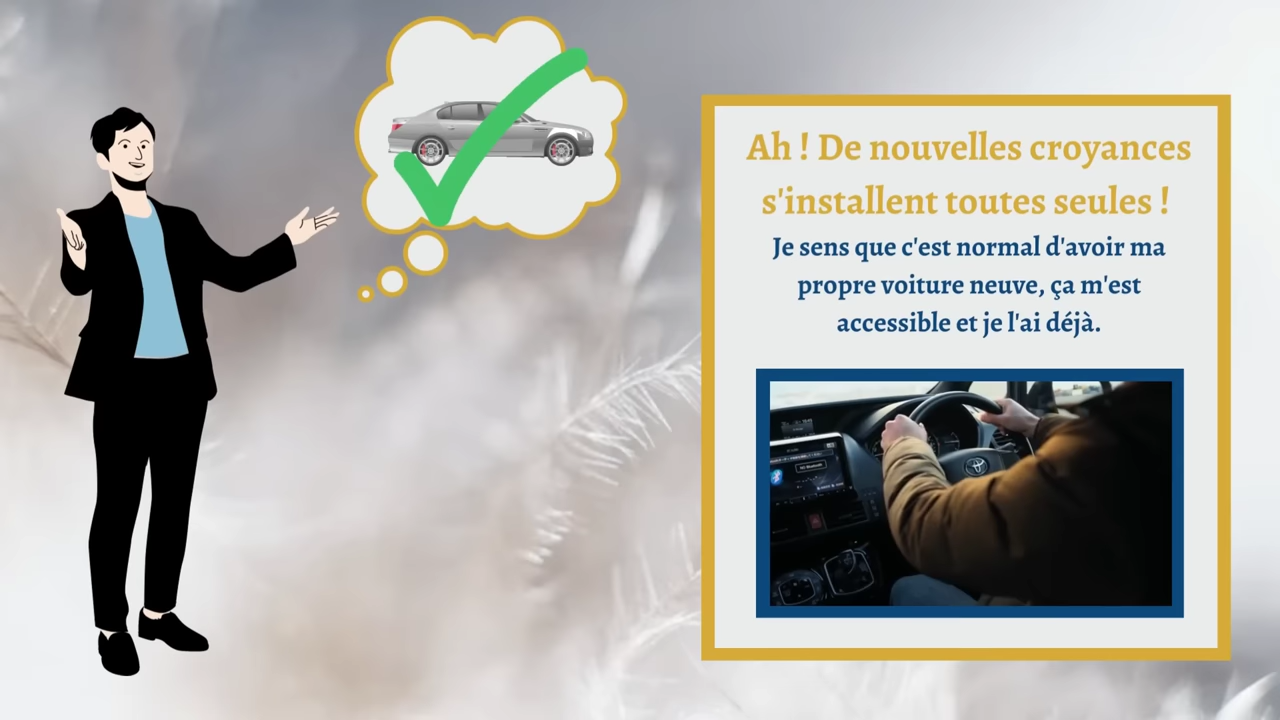 Ah ! De nouvelles croyances
s'installent toutes seules !
Je sens que c'est normal d'avoir ma
propre voiture neuve, ça m'est
accessible et je l'ai déjà.